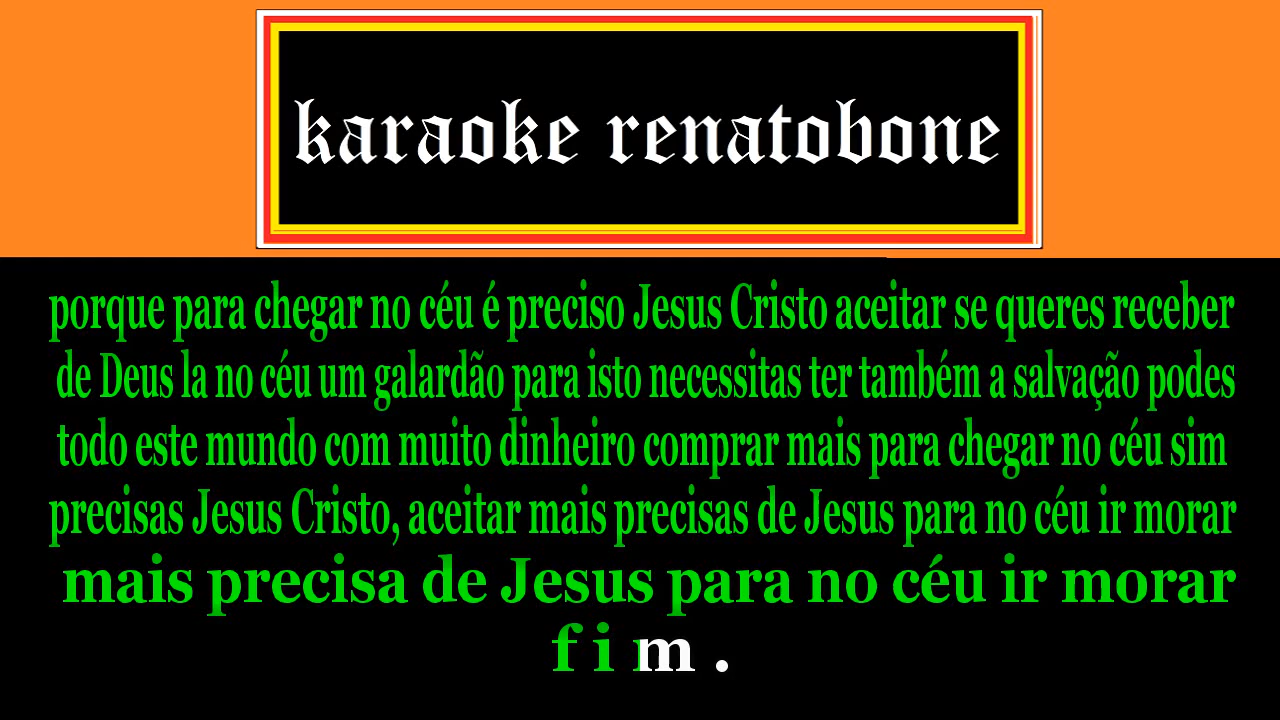 karaoke renatobone
porque para chegar no céu é preciso Jesus Cristo aceitar se queres receber
de Deus la no céu um galardão para isto necessitas ter também a salvação podes
todo este mundo com muito dinheiro comprar mais para chegar no céu sim
precisas Jesus Cristo, aceitar mais precisas de Jesus para no céu ir morar
mais precisa de Jesus para no céu ir morar
f i m .